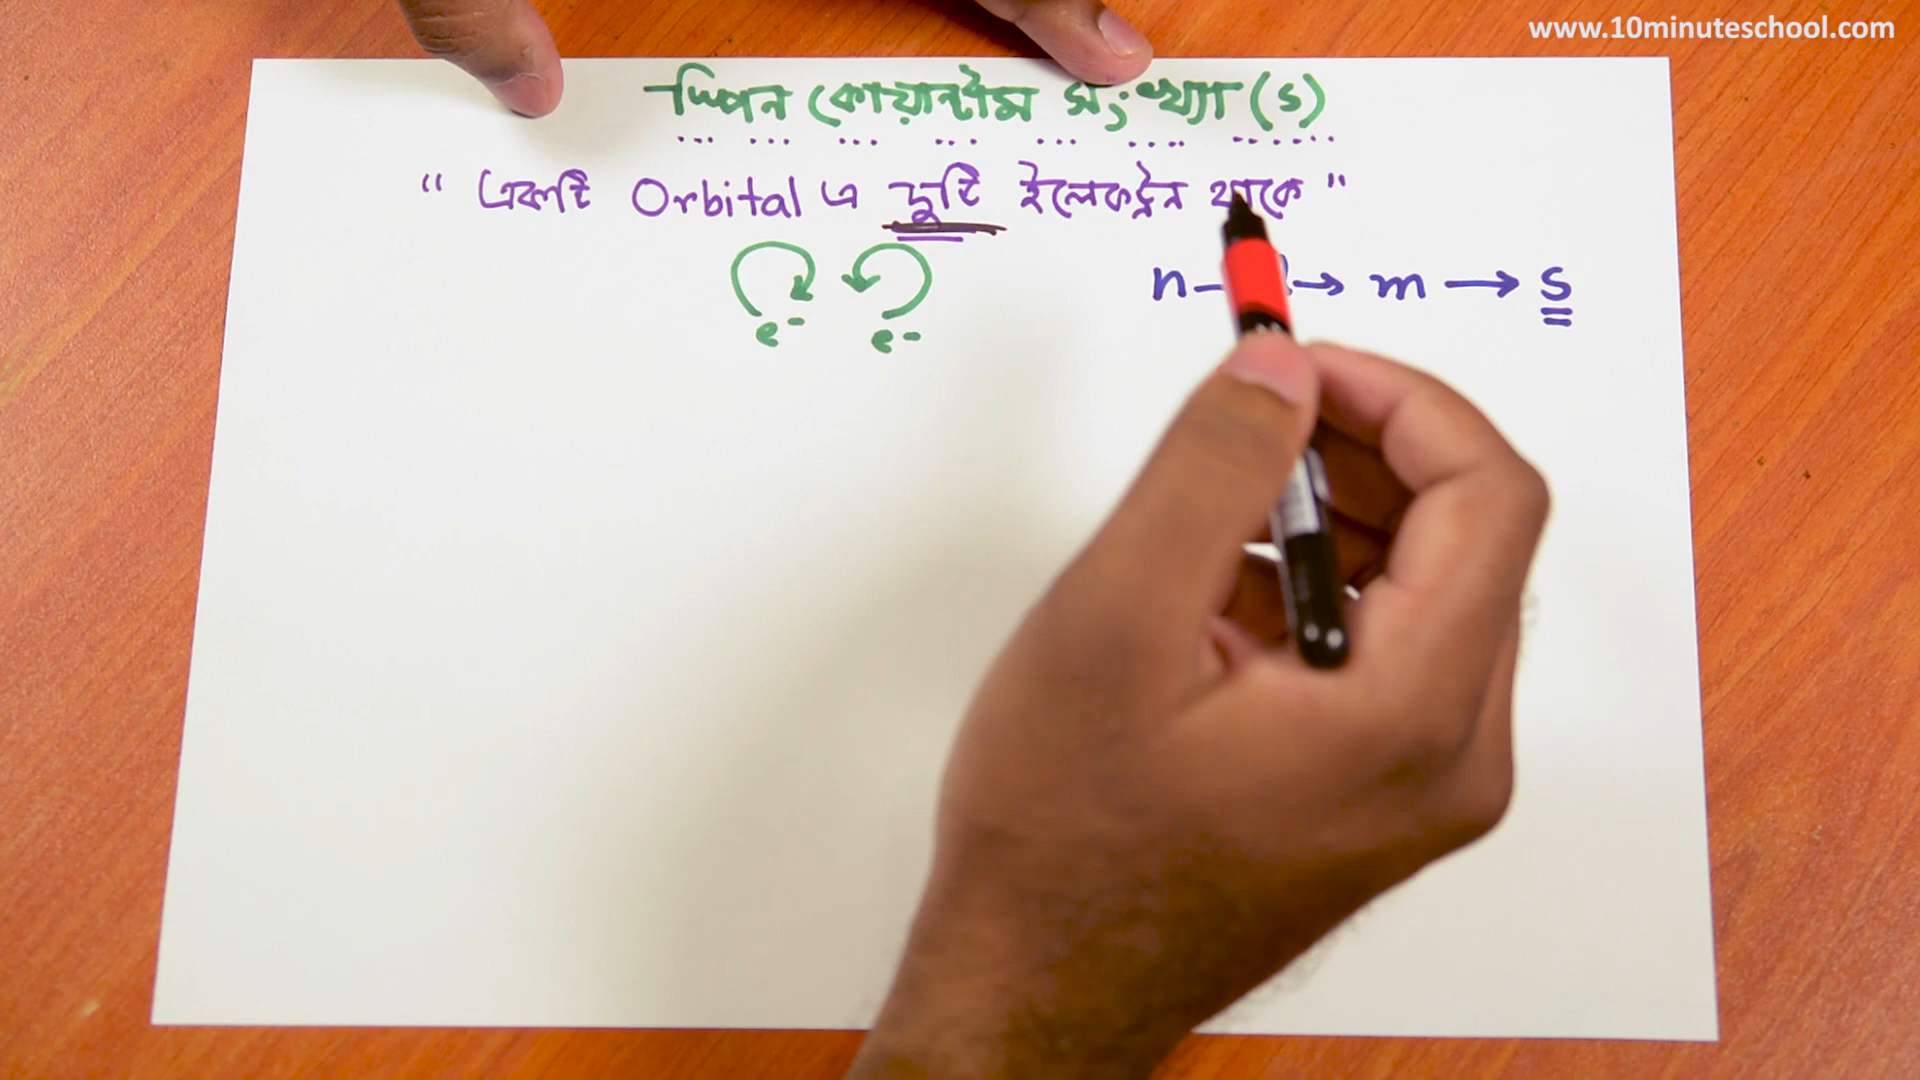 www.10minuteschool.com
স্পিন কোয়ান্টাম সংখ্যা (s)
“ একটি Orbital এ দুটি ইলেকট্রন থাকে ”
n → m → s
e⁻ e⁻